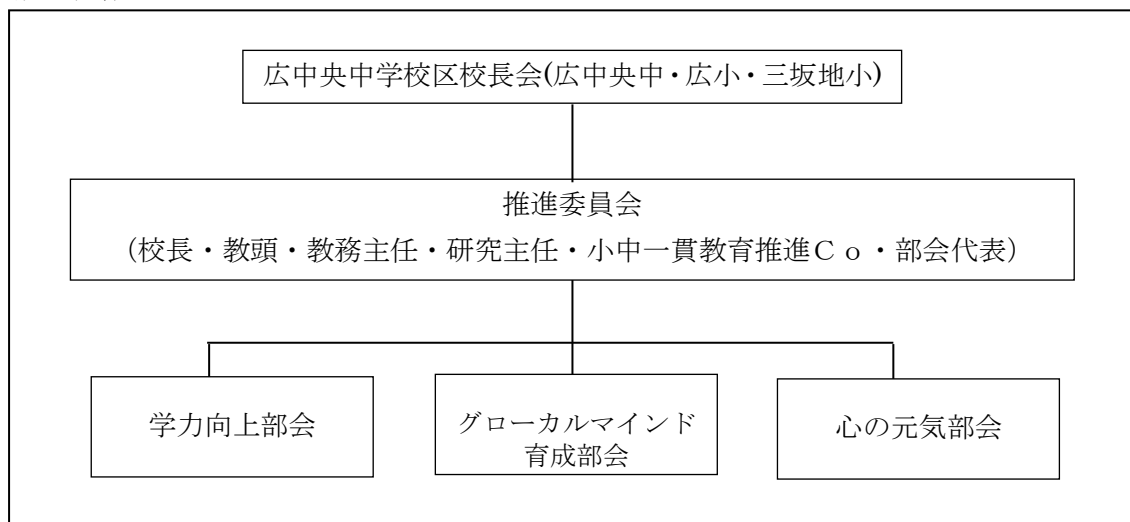 広中央中学校区校長会(広中央中・広小・三坂地小)
推進委員会
（校長・教頭・教務主任・研究主任・小中一貫教育推進Ｃｏ・部会代表）
学力向上部会
グローカルマインド
育成部会
心の元気部会